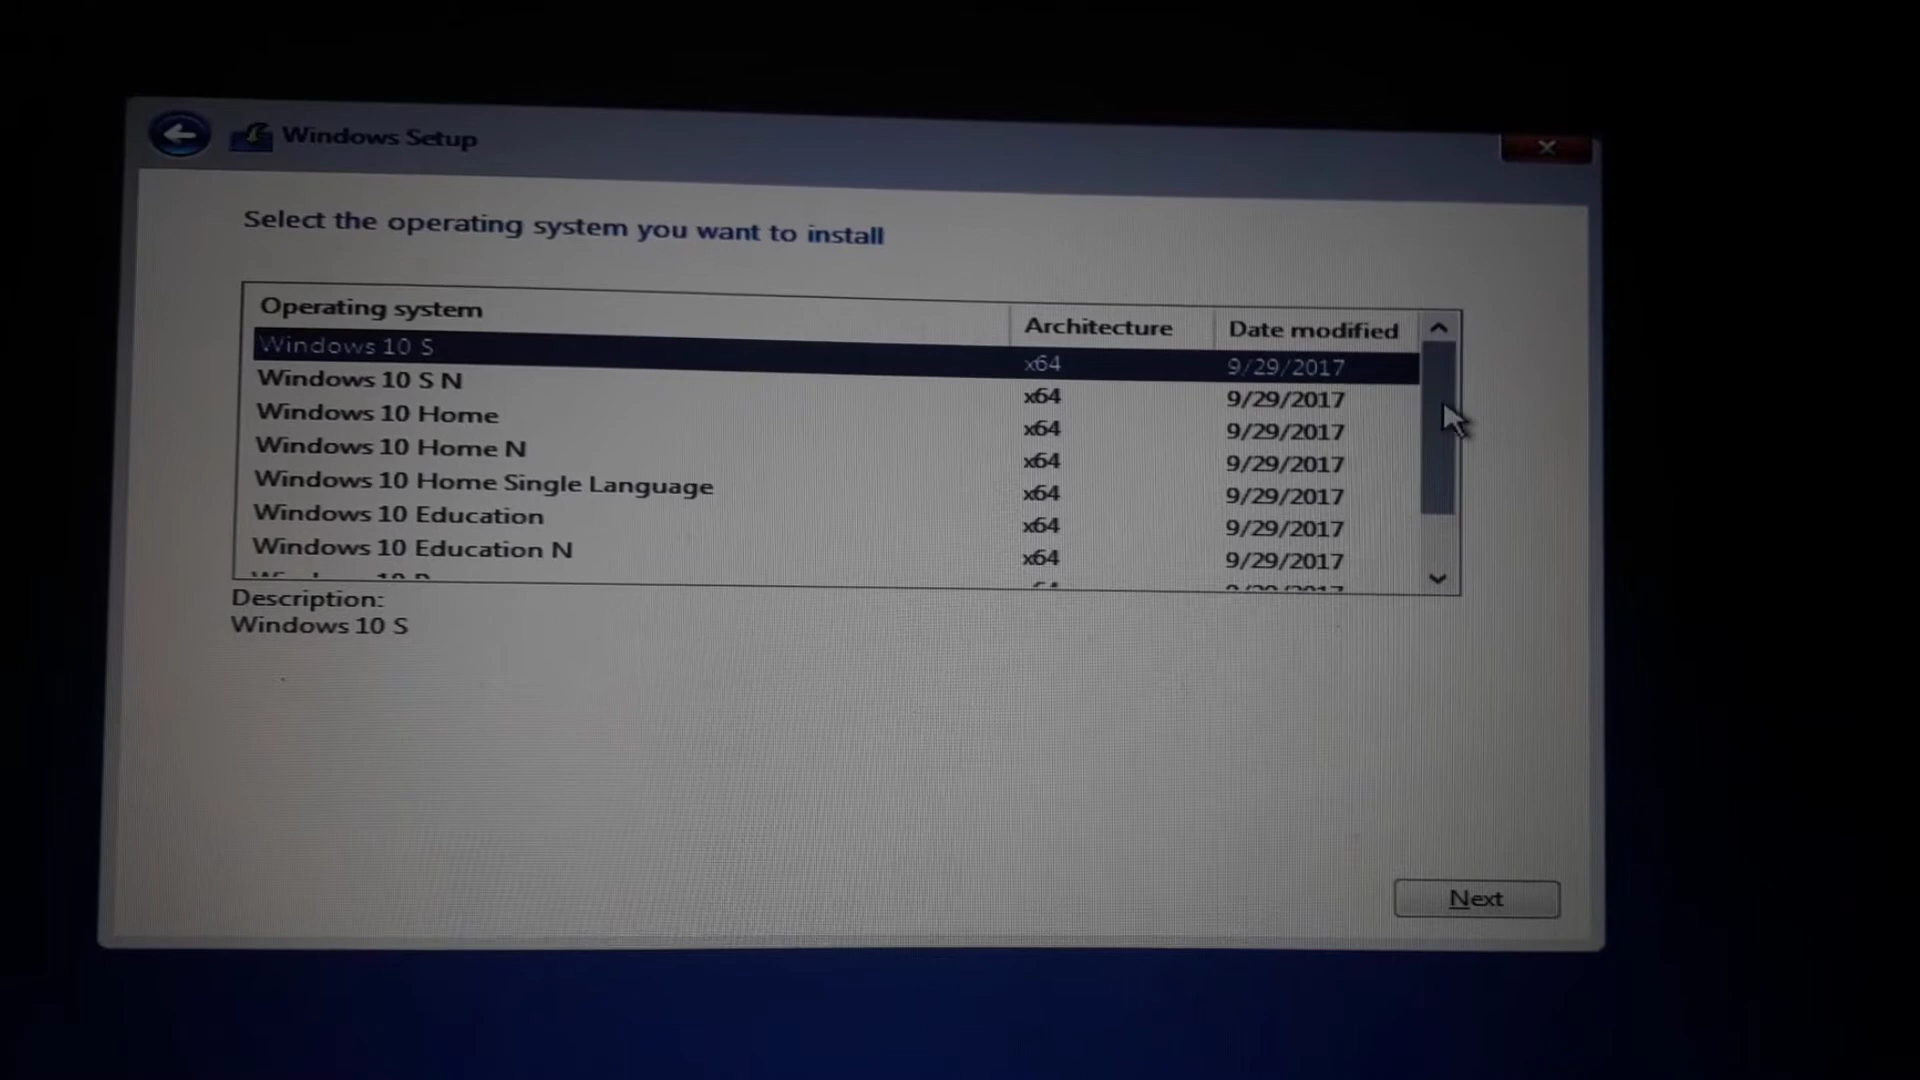 Windows Setup
Select the operating system you want to install
Operating system Architecture Date modified
Windows 10 S x64 9/29/2017
Windows 10 S N x64 9/29/2017
Windows 10 Home x64 9/29/2017
Windows 10 Home N x64 9/29/2017
Windows 10 Home Single Language x64 9/29/2017
Windows 10 Education x64 9/29/2017
Windows 10 Education N x64 9/29/2017
Description:
Windows 10 S
Next